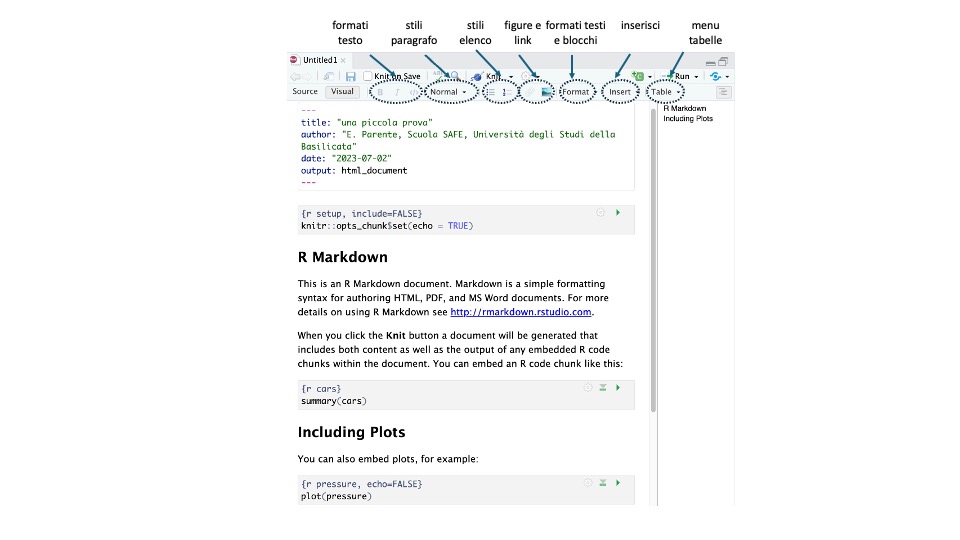 formati testo
stili paragrafo
stili elenco
figure e link
formati testi e blocchi
inserisci
menu tabelle
Untitled1
Knit on Save
Knit
Run
Source Visual B I Normal Format Insert Table
R Markdown
Including Plots
---
title: "una piccola prova"
author: "E. Parente, Scuola SAFE, Università degli Studi della
Basilicata"
date: "2023-07-02"
output: html_document
---
{r setup, include=FALSE}
knitr::opts_chunk$set(echo = TRUE)
R Markdown
This is an R Markdown document. Markdown is a simple formatting
syntax for authoring HTML, PDF, and MS Word documents. For more
details on using R Markdown see http://rmarkdown.rstudio.com.
When you click the Knit button a document will be generated that
includes both content as well as the output of any embedded R code
chunks within the document. You can embed an R code chunk like this:
{r cars}
summary(cars)
Including Plots
You can also embed plots, for example:
{r pressure, echo=FALSE}
plot(pressure)